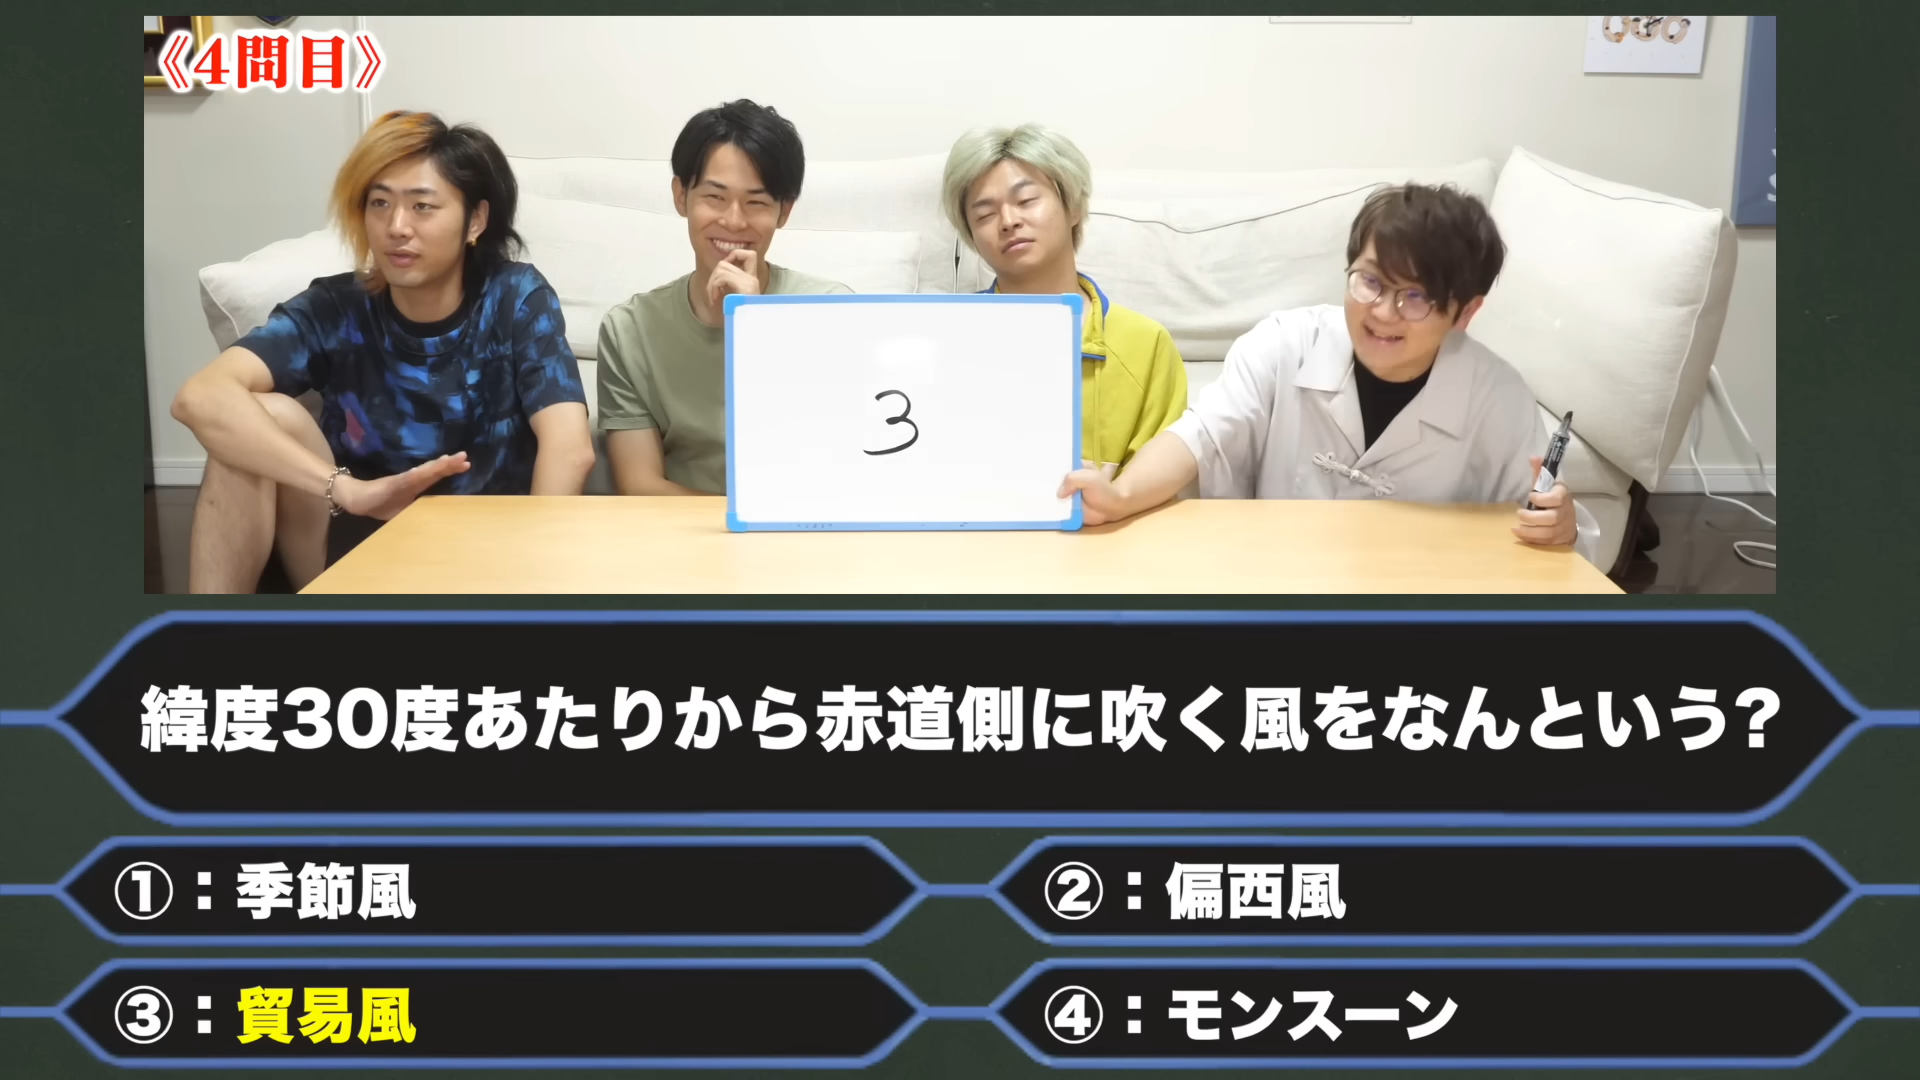 《4問目》
3
緯度30度あたりから赤道側に吹く風をなんという?
①：季節風
②：偏西風
③：貿易風
④：モンスーン